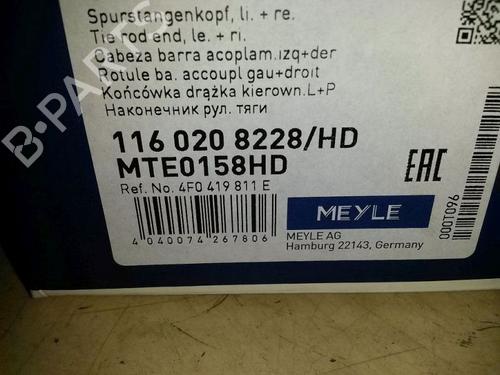 Spurstangenkopf, li. + re.
Tie rod end, le. + ri.
Cabeza barra acoplam.izq+der
Rotule ba. accoupl gau+droit
Końcówka drążka kierown.L+P
Наконечник рул. тяги
116 020 8228/HD
MTE0158HD
Ref. No. 4F0 419 811 E
EAC
4 040074 267806
MEYLE
MEYLE AG
Hamburg 22143, Germany
000T096
B-PARTS